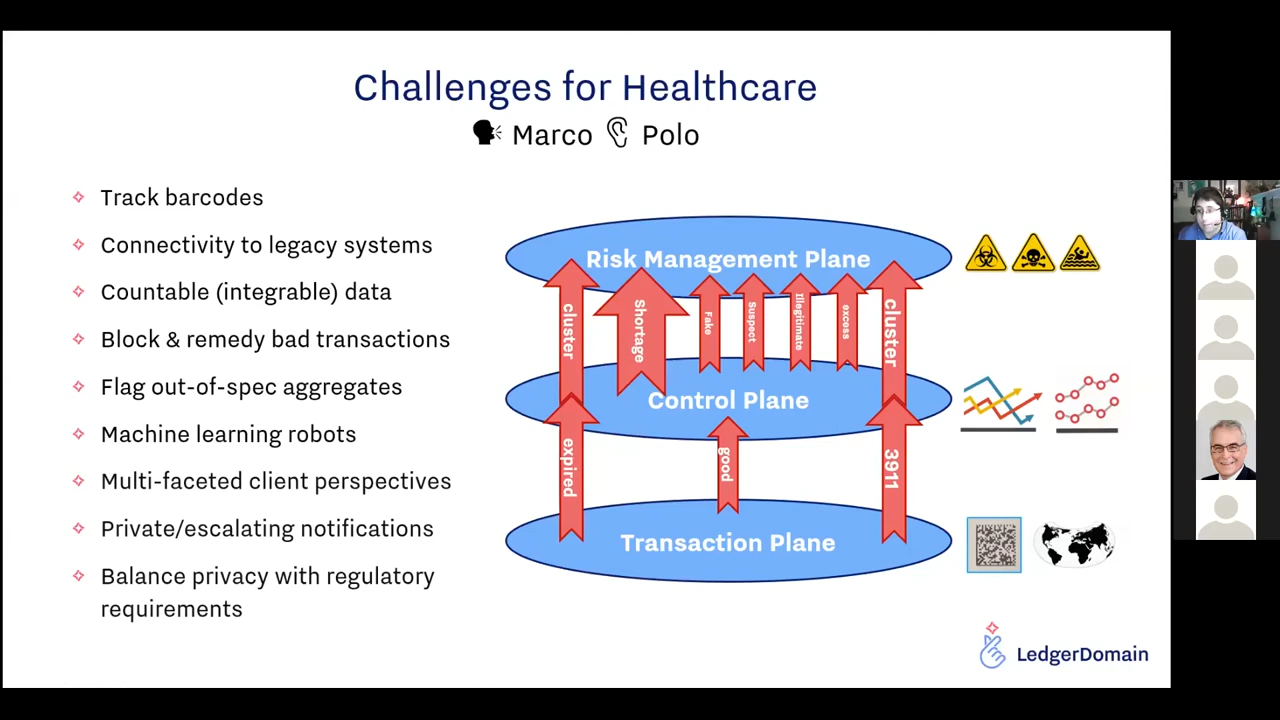 Challenges for Healthcare
Marco Polo
Track barcodes
Connectivity to legacy systems
Countable (integrable) data
Block & remedy bad transactions
Flag out-of-spec aggregates
Machine learning robots
Multi-faceted client perspectives
Private/escalating notifications
Balance privacy with regulatory
requirements
Risk Management Plane
cluster
Shortage
Fake
Suspect
Illegitimate
excess
cluster
Control Plane
expired
good
3911
Transaction Plane
LedgerDomain